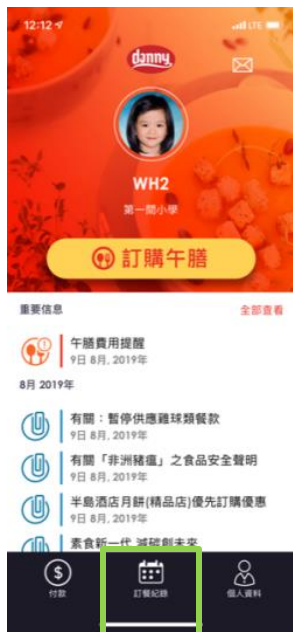 12:12
LTE
danny.
WH2
第一間小學
訂購午膳
重要信息
全部查看
午膳費用提醒
9日 8月, 2019年
8月 2019年
有關：暫停供應雞球類餐款
9日 8月, 2019年
有關「非洲豬瘟」之食品安全聲明
9日 8月, 2019年
半島酒店月餅(精品店)優先訂購優惠
9日 8月, 2019年
素食新一代 減碳創未來
$
付款
訂餐紀錄
個人資料